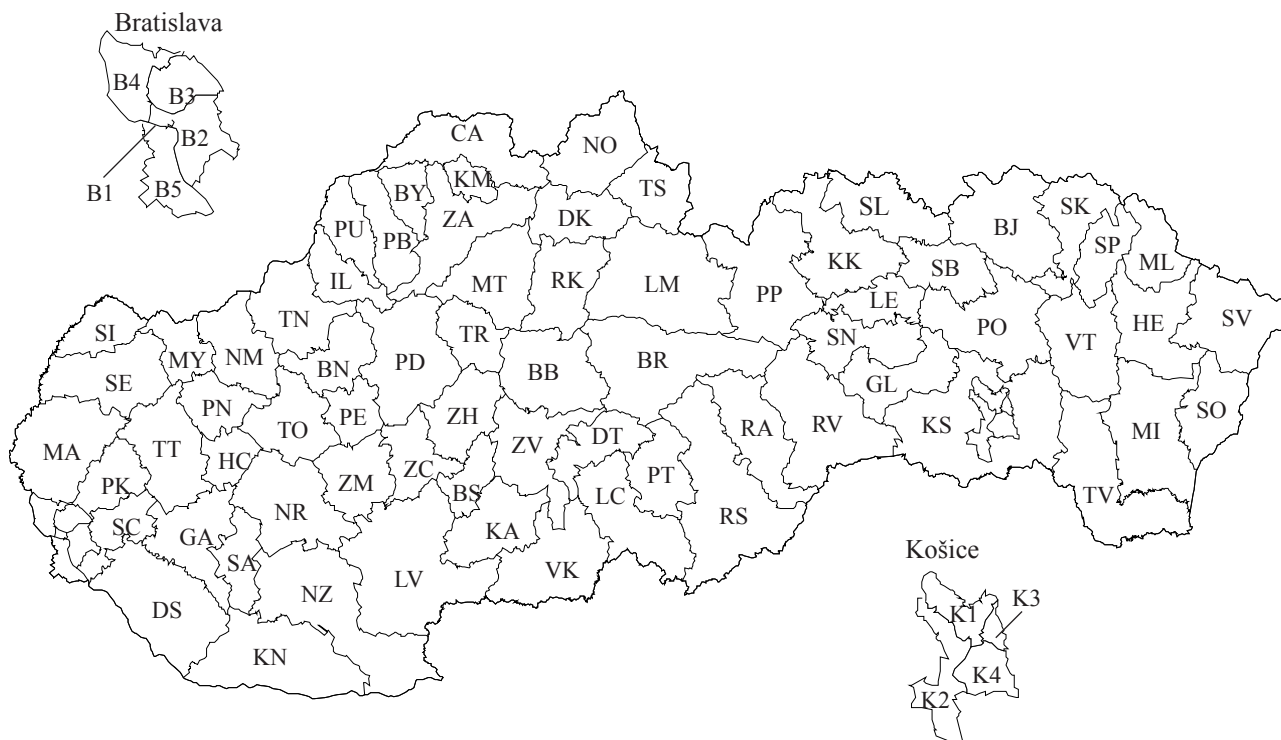 Bratislava
B4
B3
B2
B1
B5
CA
NO
KM
TS
BY
PU
PB
ZA
DK
SL
BJ
SK
SP
ML
IL
MT
RK
LM
PP
KK
SB
LE
HE
SV
SI
TN
TR
SN
PO
VT
MY
NM
BN
PD
BB
BR
GL
SE
PN
PE
ZH
SO
MA
TT
TO
ZV
DT
RA
RV
KS
MI
HC
ZC
PK
ZM
BS
LC
PT
TV
SC
GA
NR
KA
RS
SA
VK
DS
NZ
LV
KN
Košice
K1
K3
K4
K2